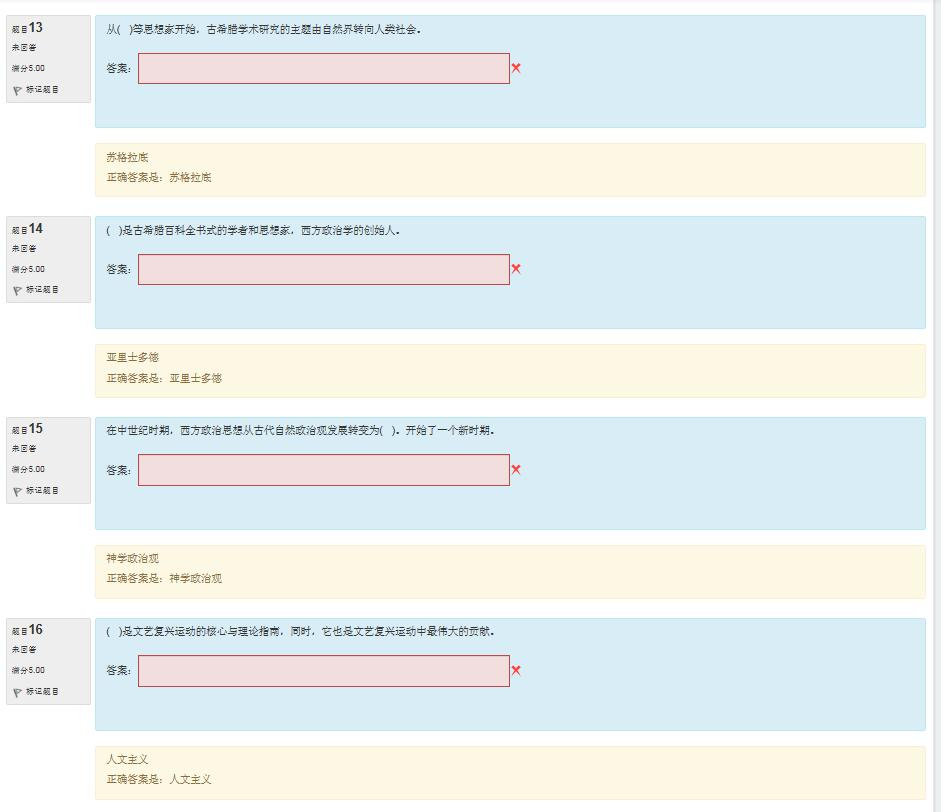 题目13
未回答
满分5.00
标记题目
从( )等思想家开始，古希腊学术研究的主题由自然界转向人类社会。
答案：
苏格拉底
正确答案是：苏格拉底
题目14
未回答
满分5.00
标记题目
( )是古希腊百科全书式的学者和思想家，西方政治学的创始人。
答案：
亚里士多德
正确答案是：亚里士多德
题目15
未回答
满分5.00
标记题目
在中世纪时期，西方政治思想从古代自然政治观发展转变为( )。开始了一个新时期。
答案：
神学政治观
正确答案是：神学政治观
题目16
未回答
满分5.00
标记题目
( )是文艺复兴运动的核心与理论指南，同时，它也是文艺复兴运动中最伟大的贡献。
答案：
人文主义
正确答案是：人文主义